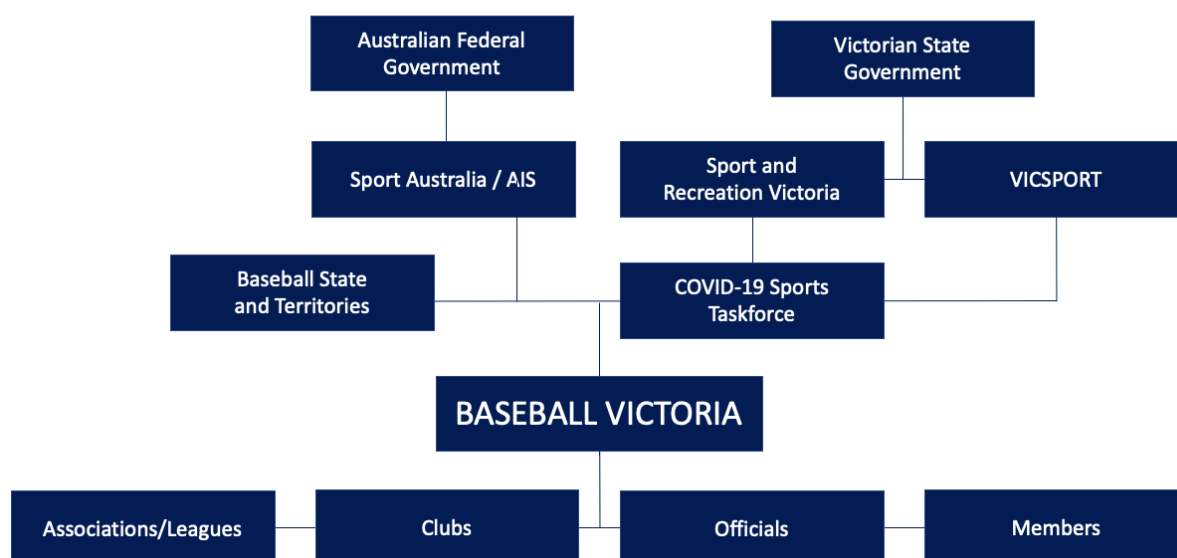 Australian Federal
Government
Victorian State
Government
Sport Australia / AIS
Sport and
Recreation Victoria
VICSPORT
Baseball State
and Territories
COVID-19 Sports
Taskforce
BASEBALL VICTORIA
Associations/Leagues
Clubs
Officials
Members